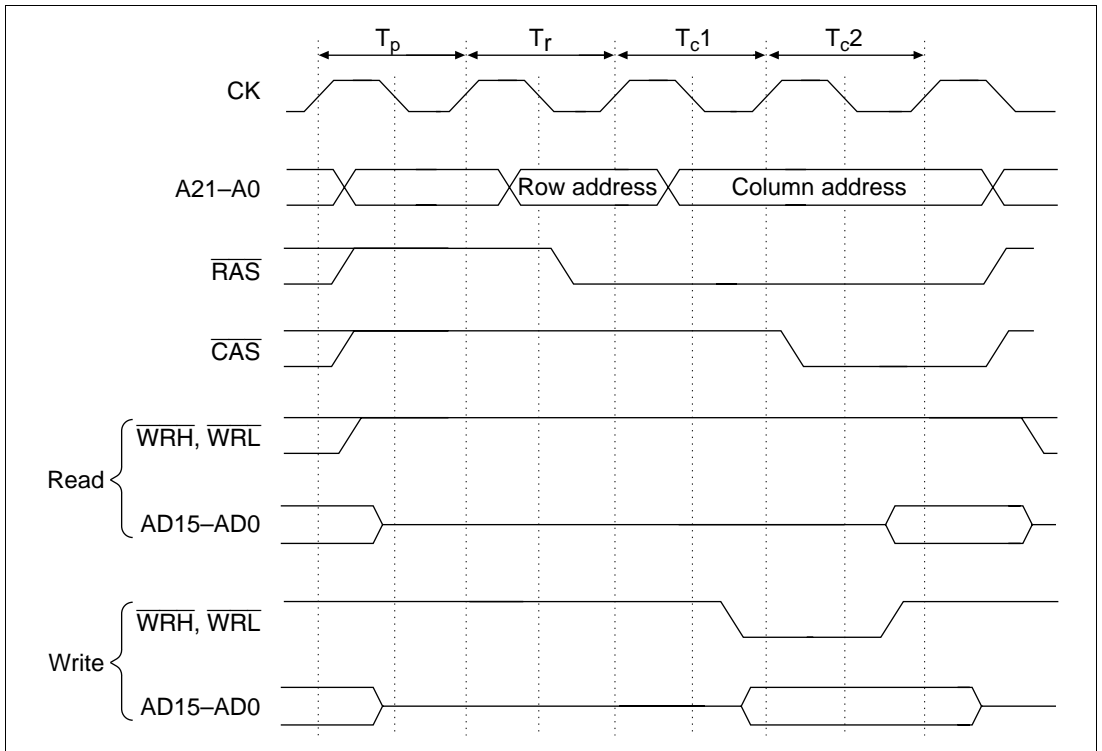 Tp Tr Tc1 Tc2
CK
A21–A0 Row address Column address
RAS
CAS
WRH, WRL
Read
AD15–AD0
WRH, WRL
Write
AD15–AD0